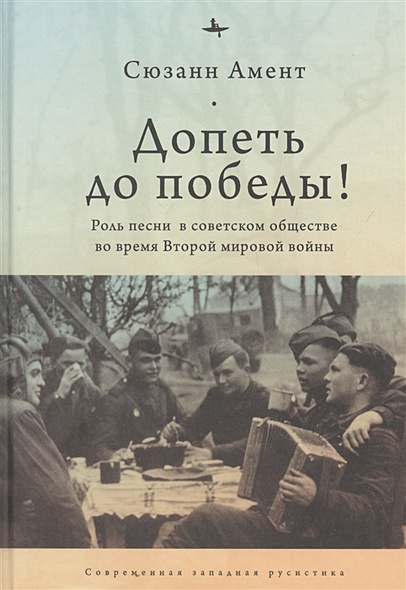 Сюзанн Амент
Допеть
до победы!
Роль песни в советском обществе
во время Второй мировой войны
Современная западная русистика